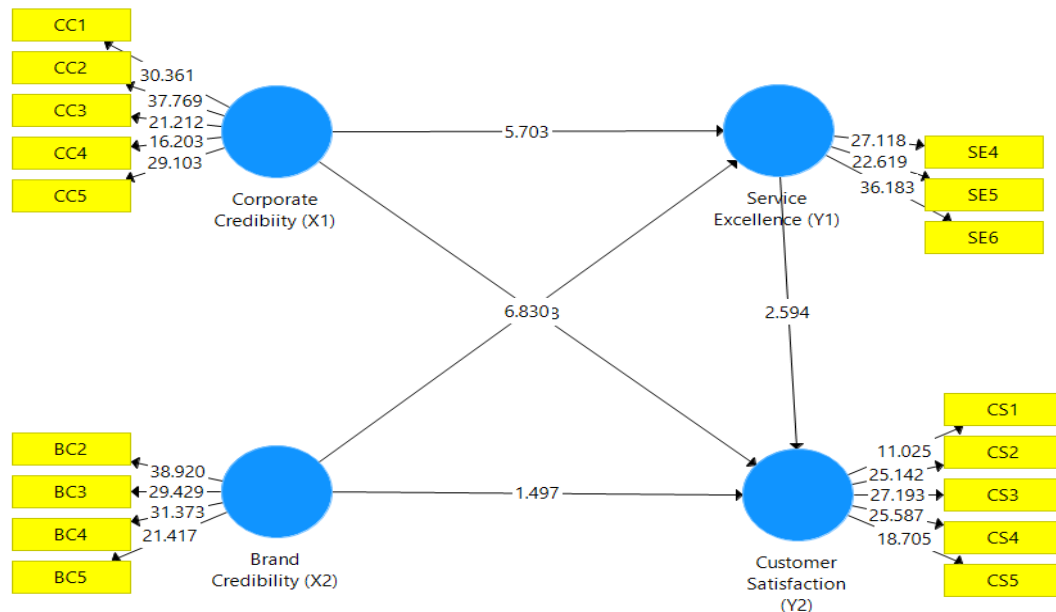 CC1
CC2
CC3
CC4
CC5
30.361
37.769
21.212
16.203
29.103
Corporate
Credibiity (X1)
5.703
Service
Excellence (Y1)
27.118
22.619
36.183
SE4
SE5
SE6
6.830
2.594
BC2
BC3
BC4
BC5
38.920
29.429
31.373
21.417
Brand
Credibility (X2)
1.497
Customer
Satisfaction
(Y2)
11.025
25.142
27.193
25.587
18.705
CS1
CS2
CS3
CS4
CS5